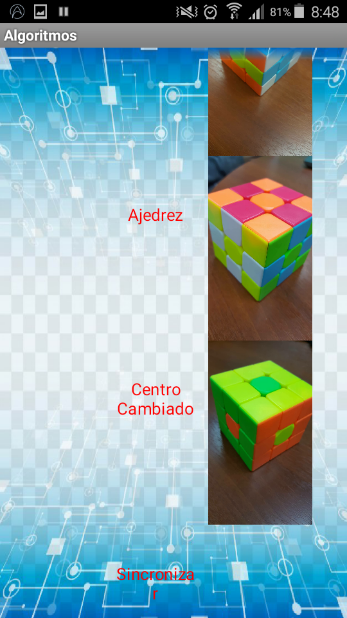 81% 8:48
Algoritmos
Ajedrez
Centro
Cambiado
Sincroniza
r